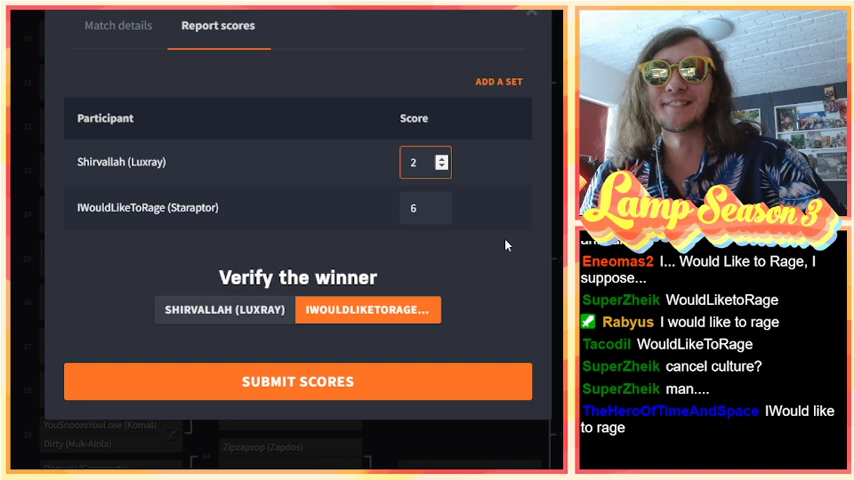 Match details
Report scores
ADD A SET
Participant
Score
Shirvallah (Luxray)
2
IWouldLikeToRage (Staraptor)
6
Verify the winner
SHIRVALLAH (LUXRAY)
IWOULDLIKETORAGE...
SUBMIT SCORES
YouSnoozeYouLose (Komal
Dirty (Muk-Alola)
Zipzapzop (Zapdos)
Lamp Season 3
Eneomas2 I... Would Like to Rage, I
suppose...
SuperZheik WouldLiketoRage
Rabyus I would like to rage
Tacodil WouldLikeToRage
SuperZheik cancel culture?
SuperZheik man....
TheHeroOfTimeAndSpace IWould like
to rage